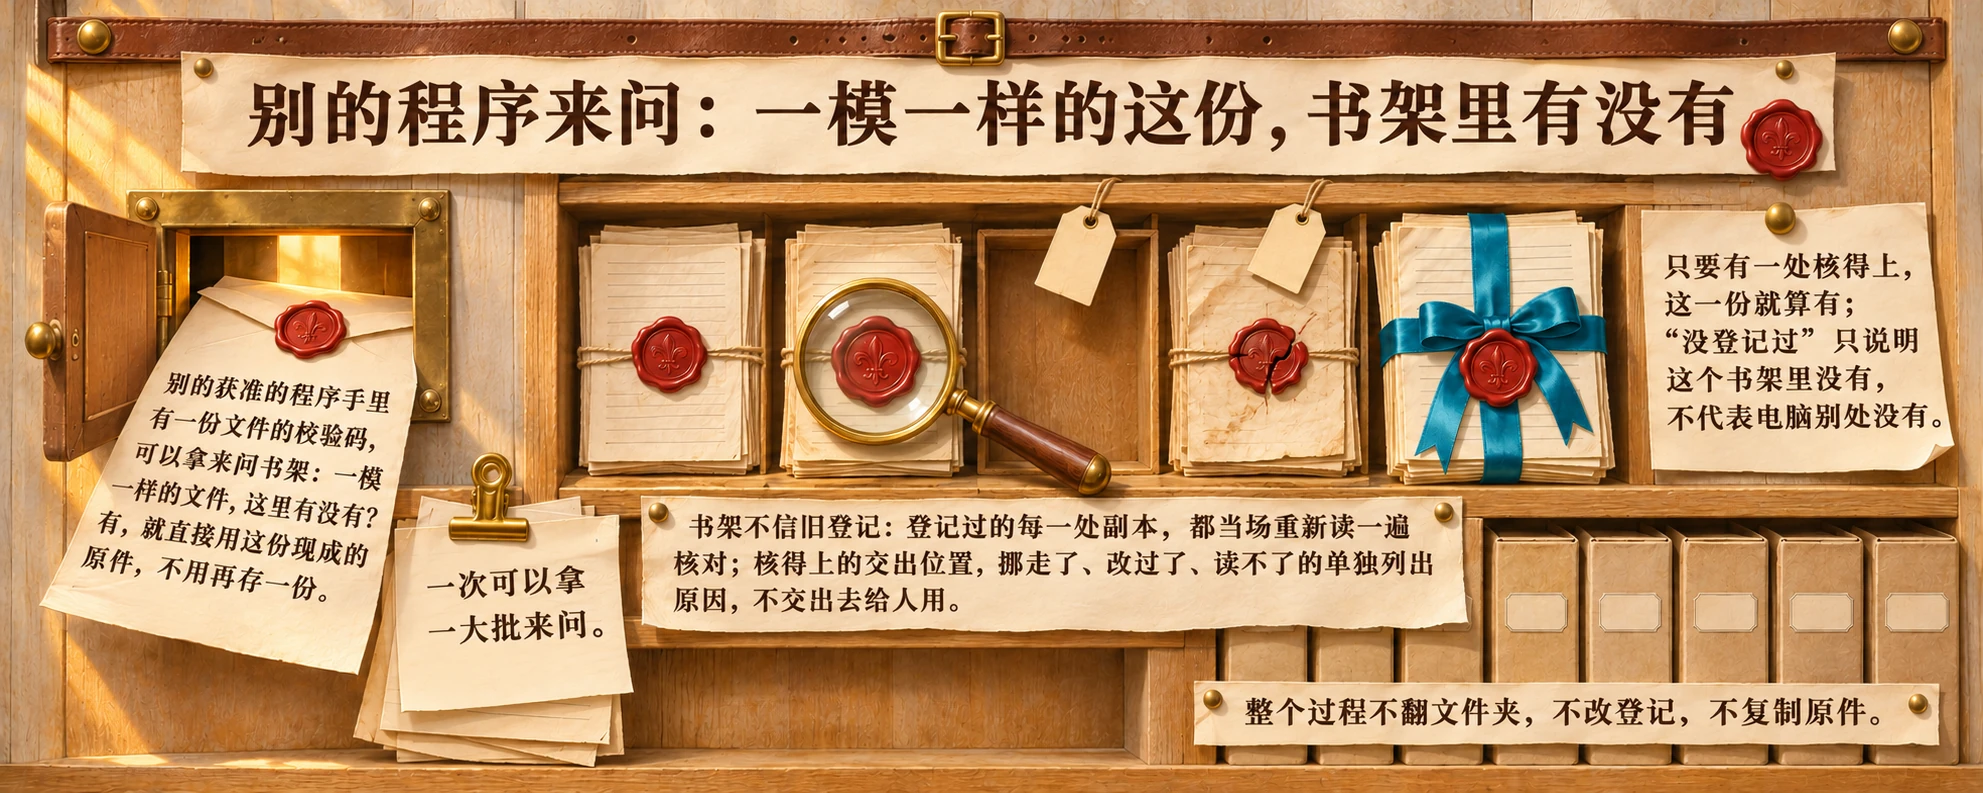 别的程序来问：一模一样的这份，书架里有没有
别的获准的程序手里
有一份文件的校验码，
可以拿来问书架：一模
一样的文件，这里有没有？
有，就直接用这份现成的
原件，不用再存一份。
一次可以拿
一大批来问。
书架不信旧登记：登记过的每一处副本，都当场重新读一遍
核对；核得上的交出位置，挪走了、改过了、读不了的单独列出
原因，不交出去给人用。
只要有一处核得上，
这一份就算有；
“没登记过”只说明
这个书架里没有，
不代表电脑别处没有。
整个过程不翻文件夹，不改登记，不复制原件。